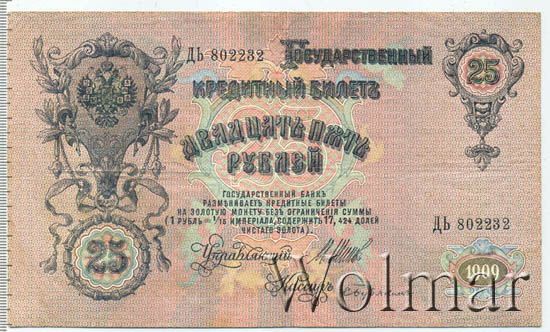 ДЬ 802232
ГОСУДАРСТВЕННЫЙ
КРЕДИТНЫЙ БИЛЕТЪ
25
ДВАДЦАТЬ ПЯТЬ
РУБЛЕЙ
ГОСУДАРСТВЕННЫЙ БАНКЪ
РАЗМѢНИВАЕТЪ КРЕДИТНЫЕ БИЛЕТЫ
НА ЗОЛОТУЮ МОНЕТУ БЕЗЪ ОГРАНИЧЕНІЯ СУММЫ
(1 РУБЛЬ = 1/15 ИМПЕРІАЛА, СОДЕРЖИТЪ 17,424 ДОЛЕЙ
ЧИСТАГО ЗОЛОТА).
ДЬ 802232
25
Управляющій
Кассиръ
1909
Wolmar